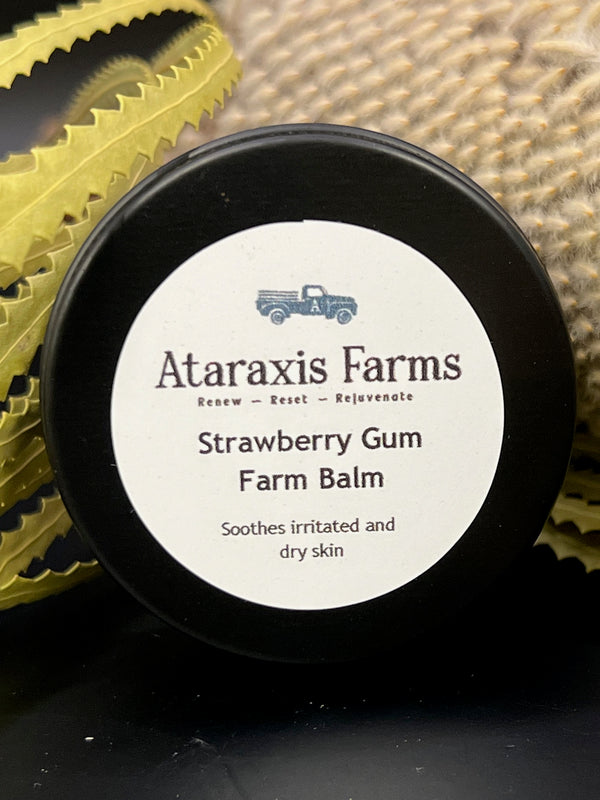 A
Ataraxis Farms
Renew — Reset — Rejuvenate
Strawberry Gum
Farm Balm
Soothes irritated and
dry skin